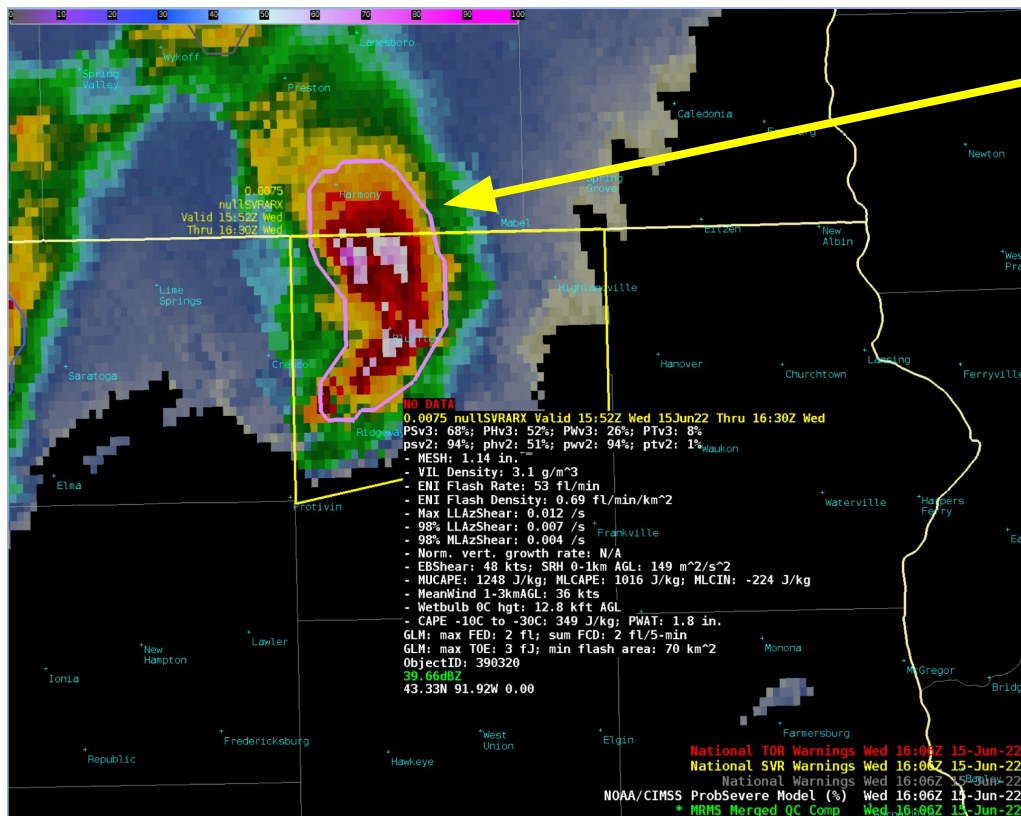 0 10 20 30 40 50 60 70 80 90 100
Lanesboro
Wykoff
Spring
Valley
Preston
Caledonia
Newton
Spring
Grove
Harmony
0.0075
nullSVRARX
Valid 15:52Z Wed
Thru 16:30Z Wed
Mabel
Eitzen
New
Albin
Highlandville
Lime
Springs
Hanover
Lansing
Churchtown
Ferryville
Saratoga
NO DATA
0.0075 nullSVRARX Valid 15:52Z Wed 15Jun22 Thru 16:30Z Wed
PSv3: 68%; PHv3: 52%; PWv3: 26%; PTv3: 8%
psv2: 94%; phv2: 51%; pwv2: 94%; ptv2: 1%
- MESH: 1.14 in.
- VIL Density: 3.1 g/m^3
- ENI Flash Rate: 53 fl/min
- ENI Flash Density: 0.69 fl/min/km^2
- Max LLAzShear: 0.012 /s
- 98% LLAzShear: 0.007 /s
- 98% MLAzShear: 0.004 /s
- Norm. vert. growth rate: N/A
- EBShear: 48 kts; SRH 0-1km AGL: 149 m^2/s^2
- MUCAPE: 1248 J/kg; MLCAPE: 1016 J/kg; MLCIN: -224 J/kg
- MeanWind 1-3kmAGL: 36 kts
- Wetbulb 0C hgt: 12.8 kft AGL
- CAPE -10C to -30C: 349 J/kg; PWAT: 1.8 in.
GLM: max FED: 2 fl; sum FCD: 2 fl/5-min
GLM: max TOE: 3 fJ; min flash area: 70 km^2
ObjectID: 390320
39.66dBZ
43.33N 91.92W 0.00
Waukon
Elma
Protivin
Waterville
Harpers
Ferry
Frankville
Lawler
New
Hampton
Ionia
Monona
McGregor
Fredericksburg
Republic
Hawkeye
West
Union
Elgin
Farmersburg
National TOR Warnings Wed 16:06Z 15-Jun-22
National SVR Warnings Wed 16:06Z 15-Jun-22
National Warnings Wed 16:06Z 15-Jun-22
NOAA/CIMSS ProbSevere Model (%) Wed 16:06Z 15-Jun-22
* MRMS Merged QC Comp Wed 16:06Z 15-Jun-22